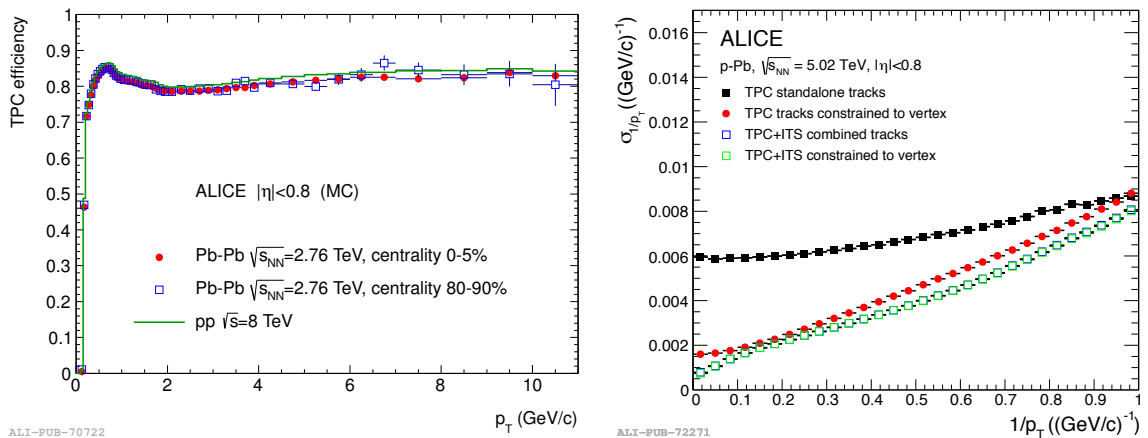 TPC efficiency
1
0.9
0.8
0.7
0.6
0.5
0.4
0.3
0.2
0.1
0
ALICE |η|<0.8 (MC)
Pb-Pb √sNN=2.76 TeV, centrality 0-5%
Pb-Pb √sNN=2.76 TeV, centrality 80-90%
pp √s=8 TeV
0 2 4 6 8 10
pT (GeV/c)
ALI-PUB-70722
σ1/pT ((GeV/c)-1)
0.016
0.014
0.012
0.01
0.008
0.006
0.004
0.002
0
ALICE
p-Pb, √sNN = 5.02 TeV, |η|<0.8
TPC standalone tracks
TPC tracks constrained to vertex
TPC+ITS combined tracks
TPC+ITS constrained to vertex
0 0.1 0.2 0.3 0.4 0.5 0.6 0.7 0.8 0.9 1
1/pT ((GeV/c)-1)
ALI-PUB-72271